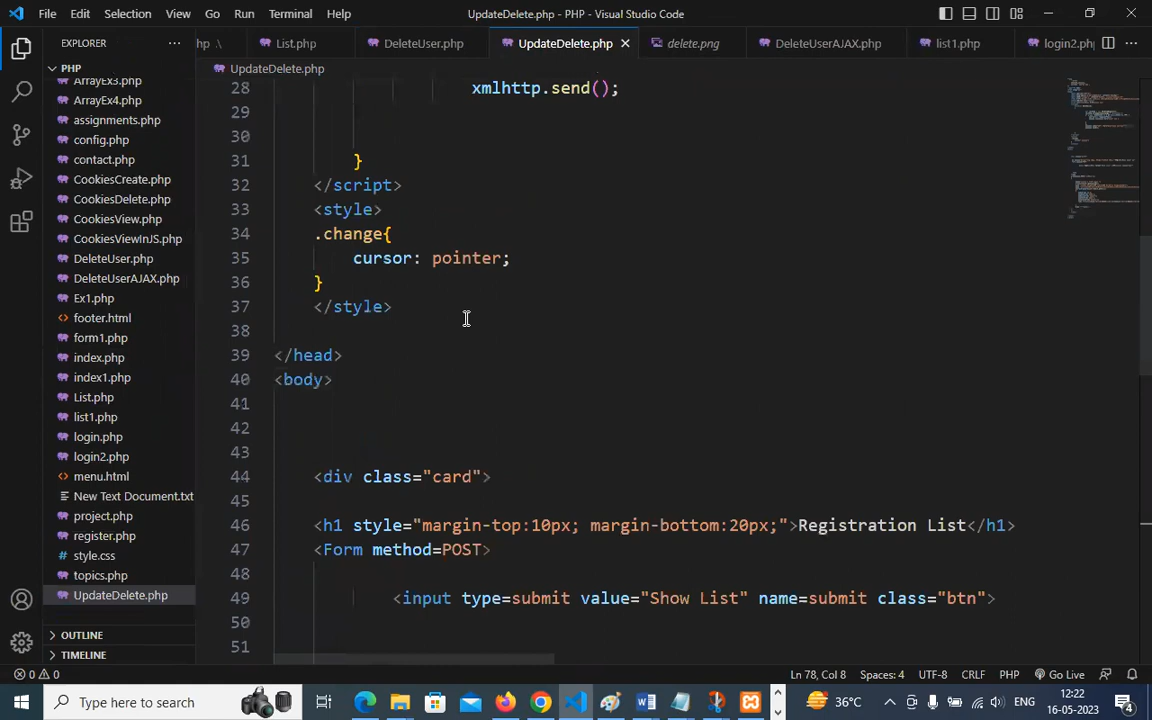 File Edit Selection View Go Run Terminal Help
UpdateDelete.php - PHP - Visual Studio Code
EXPLORER
PHP
ArrayEx3.php
ArrayEx4.php
assignments.php
config.php
contact.php
CookiesCreate.php
CookiesDelete.php
CookiesView.php
CookiesViewInJS.php
DeleteUser.php
DeleteUserAJAX.php
Ex1.php
footer.html
form1.php
index.php
index1.php
List.php
list1.php
login.php
login2.php
menu.html
New Text Document.txt
project.php
register.php
style.css
topics.php
UpdateDelete.php
OUTLINE
TIMELINE
hp List.php DeleteUser.php UpdateDelete.php delete.png DeleteUserAJAX.php list1.php login2.php
UpdateDelete.php
28 xmlhttp.send();
29
30
31 }
32 </script>
33 <style>
34 .change{
35 cursor: pointer;
36 }
37 </style>
38
39 </head>
40 <body>
41
42
43
44 <div class="card">
45
46 <h1 style="margin-top:10px; margin-bottom:20px;">Registration List</h1>
47 <Form method=POST>
48
49 <input type=submit value="Show List" name=submit class="btn">
50
51
0 0 Ln 78, Col 8 Spaces: 4 UTF-8 CRLF PHP Go Live
Type here to search 36°C ENG 12:22
16-05-2023 4